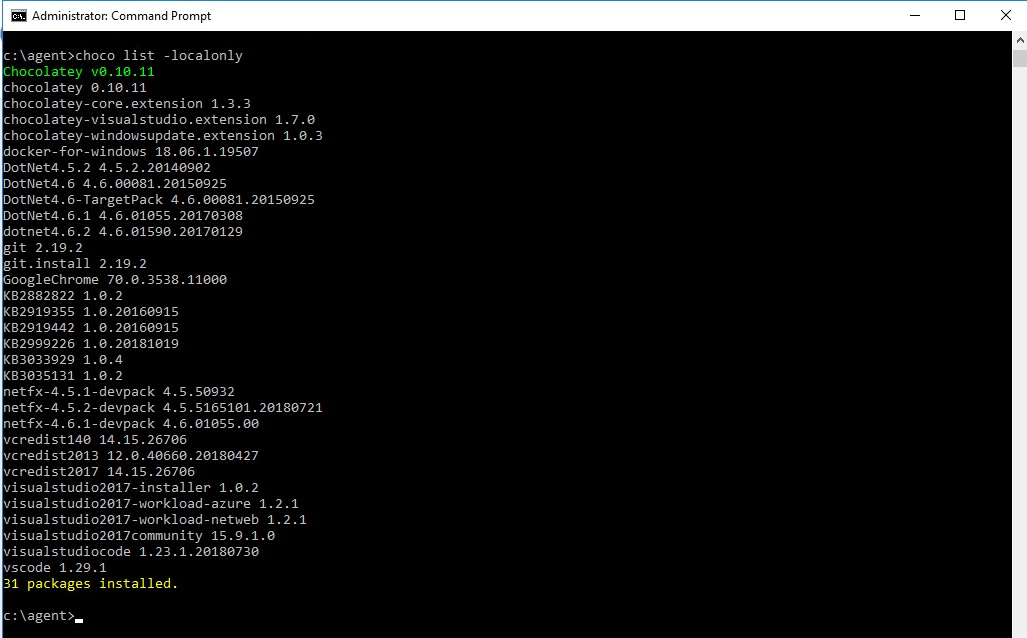 Administrator: Command Prompt
c:\agent>choco list -localonly
Chocolatey v0.10.11
chocolatey 0.10.11
chocolatey-core.extension 1.3.3
chocolatey-visualstudio.extension 1.7.0
chocolatey-windowsupdate.extension 1.0.3
docker-for-windows 18.06.1.19507
DotNet4.5.2 4.5.2.20140902
DotNet4.6 4.6.00081.20150925
DotNet4.6-TargetPack 4.6.00081.20150925
DotNet4.6.1 4.6.01055.20170308
dotnet4.6.2 4.6.01590.20170129
git 2.19.2
git.install 2.19.2
GoogleChrome 70.0.3538.11000
KB2882822 1.0.2
KB2919355 1.0.20160915
KB2919442 1.0.20160915
KB2999226 1.0.20181019
KB3033929 1.0.4
KB3035131 1.0.2
netfx-4.5.1-devpack 4.5.50932
netfx-4.5.2-devpack 4.5.5165101.20180721
netfx-4.6.1-devpack 4.6.01055.00
vcredist140 14.15.26706
vcredist2013 12.0.40660.20180427
vcredist2017 14.15.26706
visualstudio2017-installer 1.0.2
visualstudio2017-workload-azure 1.2.1
visualstudio2017-workload-netweb 1.2.1
visualstudio2017community 15.9.1.0
visualstudiocode 1.23.1.20180730
vscode 1.29.1
31 packages installed.
c:\agent>